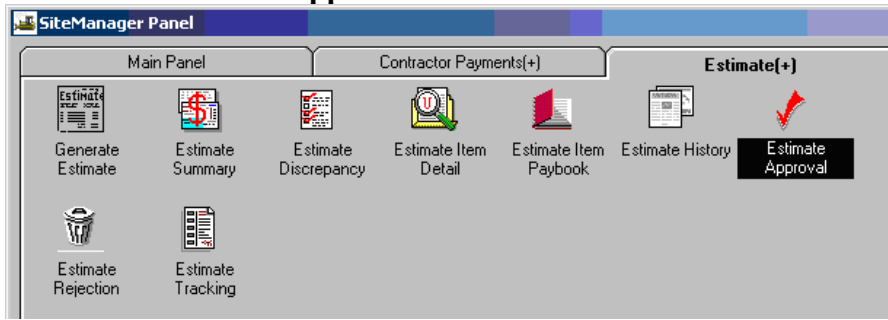 App
SiteManager Panel
Main Panel
Contractor Payments(+)
Estimate(+)
Estimate
U
Generate
Estimate
Estimate
Summary
Estimate
Discrepancy
Estimate Item
Detail
Estimate Item
Paybook
Estimate History
Estimate
Approval
Estimate
Rejection
Estimate
Tracking